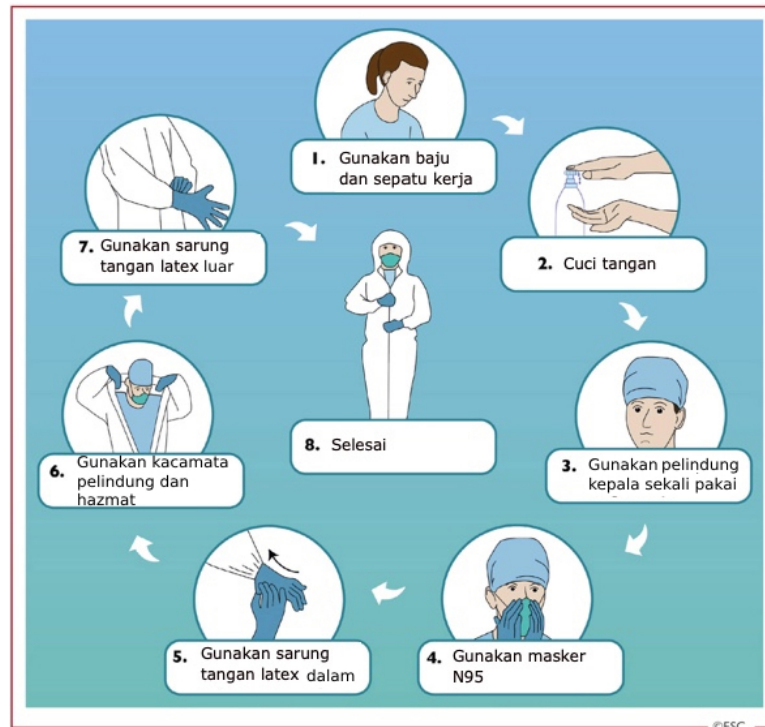 1. Gunakan baju
dan sepatu kerja
2. Cuci tangan
3. Gunakan pelindung
kepala sekali pakai
4. Gunakan masker
N95
5. Gunakan sarung
tangan latex dalam
6. Gunakan kacamata
pelindung dan
hazmat
7. Gunakan sarung
tangan latex luar
8. Selesai
©ESC